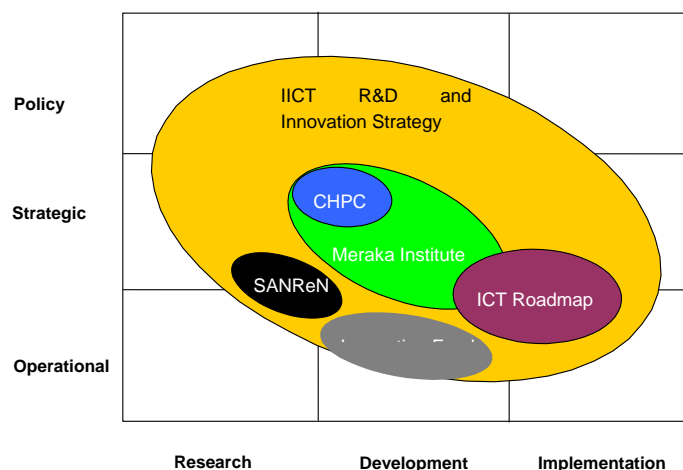 Policy
IICT R&D and
Innovation Strategy
CHPC
Strategic
Meraka Institute
SANReN
ICT Roadmap
Operational
Research Development Implementation